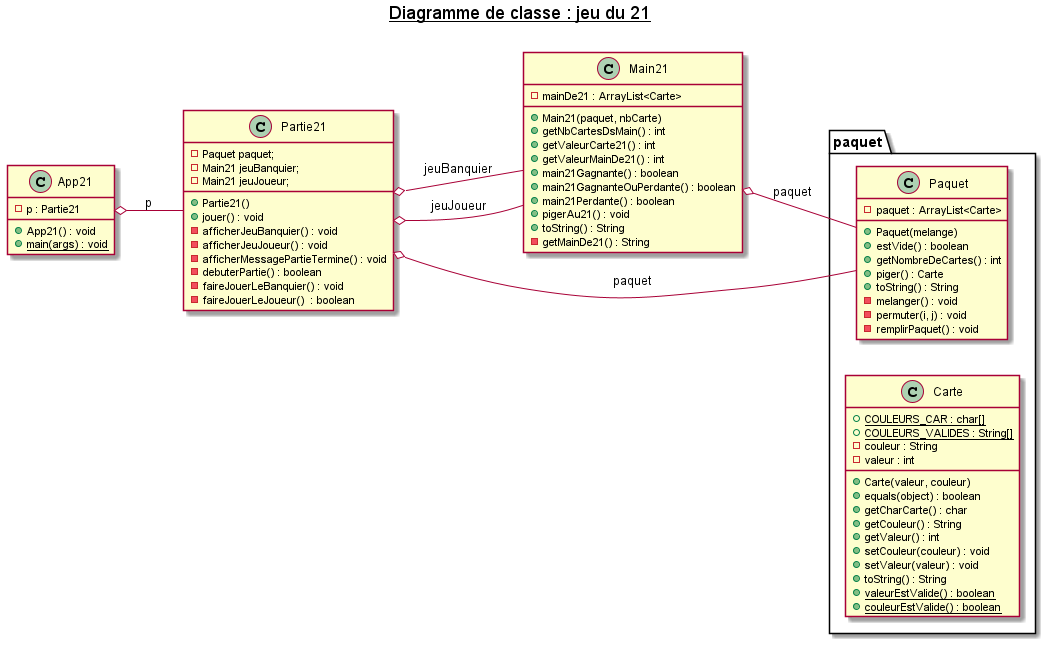 Diagramme de classe : jeu du 21
C App21
p : Partie21
App21() : void
main(args) : void
p
C Partie21
Paquet paquet;
Main21 jeuBanquier;
Main21 jeuJoueur;
Partie21()
jouer() : void
afficherJeuBanquier() : void
afficherJeuJoueur() : void
afficherMessagePartieTermine() : void
debuterPartie() : boolean
faireJouerLeBanquier() : void
faireJouerLeJoueur() : boolean
jeuBanquier
jeuJoueur
paquet
C Main21
mainDe21 : ArrayList<Carte>
Main21(paquet, nbCarte)
getNbCartesDsMain() : int
getValeurCarte21() : int
getValeurMainDe21() : int
main21Gagnante() : boolean
main21GagnanteOuPerdante() : boolean
main21Perdante() : boolean
pigerAu21() : void
toString() : String
getMainDe21() : String
paquet
paquet
C Paquet
paquet : ArrayList<Carte>
Paquet(melange)
estVide() : boolean
getNombreDeCartes() : int
piger() : Carte
toString() : String
melanger() : void
permuter(i, j) : void
remplirPaquet() : void
C Carte
COULEURS_CAR : char[]
COULEURS_VALIDES : String[]
couleur : String
valeur : int
Carte(valeur, couleur)
equals(object) : boolean
getCharCarte() : char
getCouleur() : String
getValeur() : int
setCouleur(couleur) : void
setValeur(valeur) : void
toString() : String
valeurEstValide() : boolean
couleurEstValide() : boolean